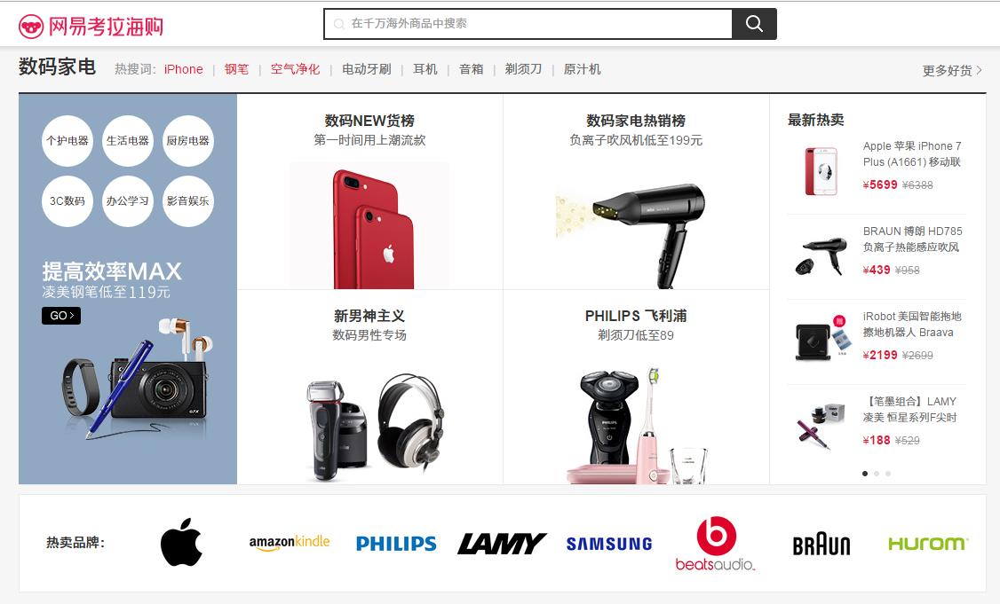 网易考拉海购
在千万海外商品中搜索
数码家电 热搜词: iPhone | 钢笔 | 空气净化 | 电动牙刷 | 耳机 | 音箱 | 剃须刀 | 原汁机
更多好货 >
个护电器 生活电器 厨房电器
3C数码 办公学习 影音娱乐
提高效率MAX
凌美钢笔低至119元
GO >
G7X
数码NEW货榜
第一时间用上潮流款
数码家电热销榜
负离子吹风机低至199元
新男神主义
数码男性专场
PHILIPS 飞利浦
剃须刀低至89
最新热卖
Apple 苹果 iPhone 7
Plus (A1661) 移动联
¥5699 ¥6388
BRAUN 博朗 HD785
负离子热能感应吹风
¥439 ¥958
赠
iRobot 美国智能拖地
擦地机器人 Braava
¥2199 ¥2699
【笔墨组合】LAMY
凌美 恒星系列F尖时
¥188 ¥529
热卖品牌:
amazonkindle
PHILIPS
LAMY
SAMSUNG
beatsaudio
BRAUN
HUROM